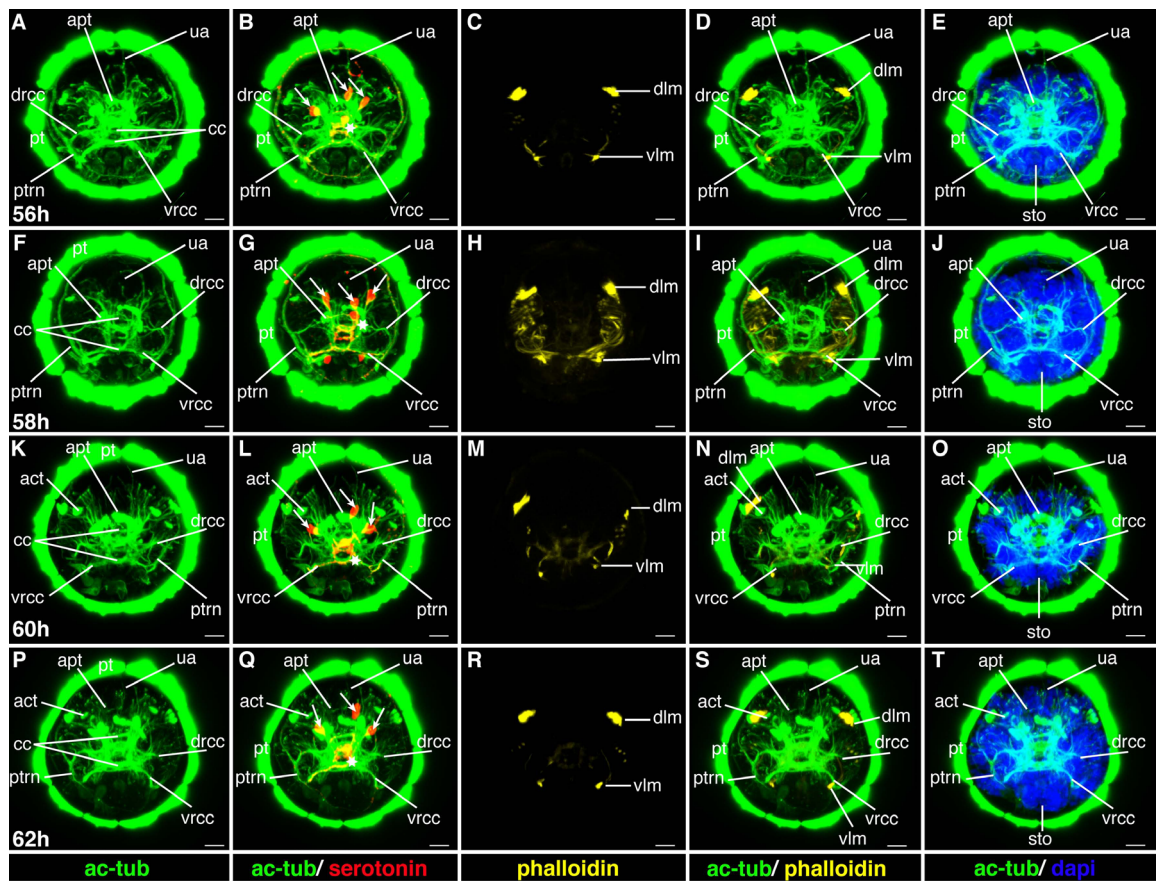 A
apt
ua
drcc
pt
cc
ptrn
vrcc
56h
B
apt
ua
drcc
pt
ptrn
vrcc
C
dlm
vlm
D
apt
ua
dlm
drcc
pt
vlm
ptrn
vrcc
E
apt
ua
drcc
pt
ptrn
sto
vrcc
F
pt
ua
apt
drcc
cc
pt
ptrn
vrcc
58h
G
ua
apt
drcc
pt
ptrn
vrcc
H
dlm
vlm
I
ua
apt
dlm
drcc
pt
vlm
ptrn
vrcc
J
ua
apt
drcc
pt
ptrn
vrcc
sto
K
apt
pt
ua
act
drcc
cc
vrcc
ptrn
60h
L
apt
ua
act
pt
drcc
vrcc
ptrn
M
dlm
vlm
N
dlm
apt
ua
act
pt
drcc
vlm
vrcc
ptrn
O
apt
ua
pt
drcc
vrcc
ptrn
sto
P
apt
pt
ua
act
cc
drcc
ptrn
vrcc
62h
Q
apt
ua
act
pt
drcc
ptrn
vrcc
R
dlm
vlm
S
apt
ua
act
dlm
drcc
pt
ptrn
vrcc
vlm
T
apt
ua
act
pt
drcc
ptrn
vrcc
sto
ac-tub
ac-tub/ serotonin
phalloidin
ac-tub/ phalloidin
ac-tub/ dapi